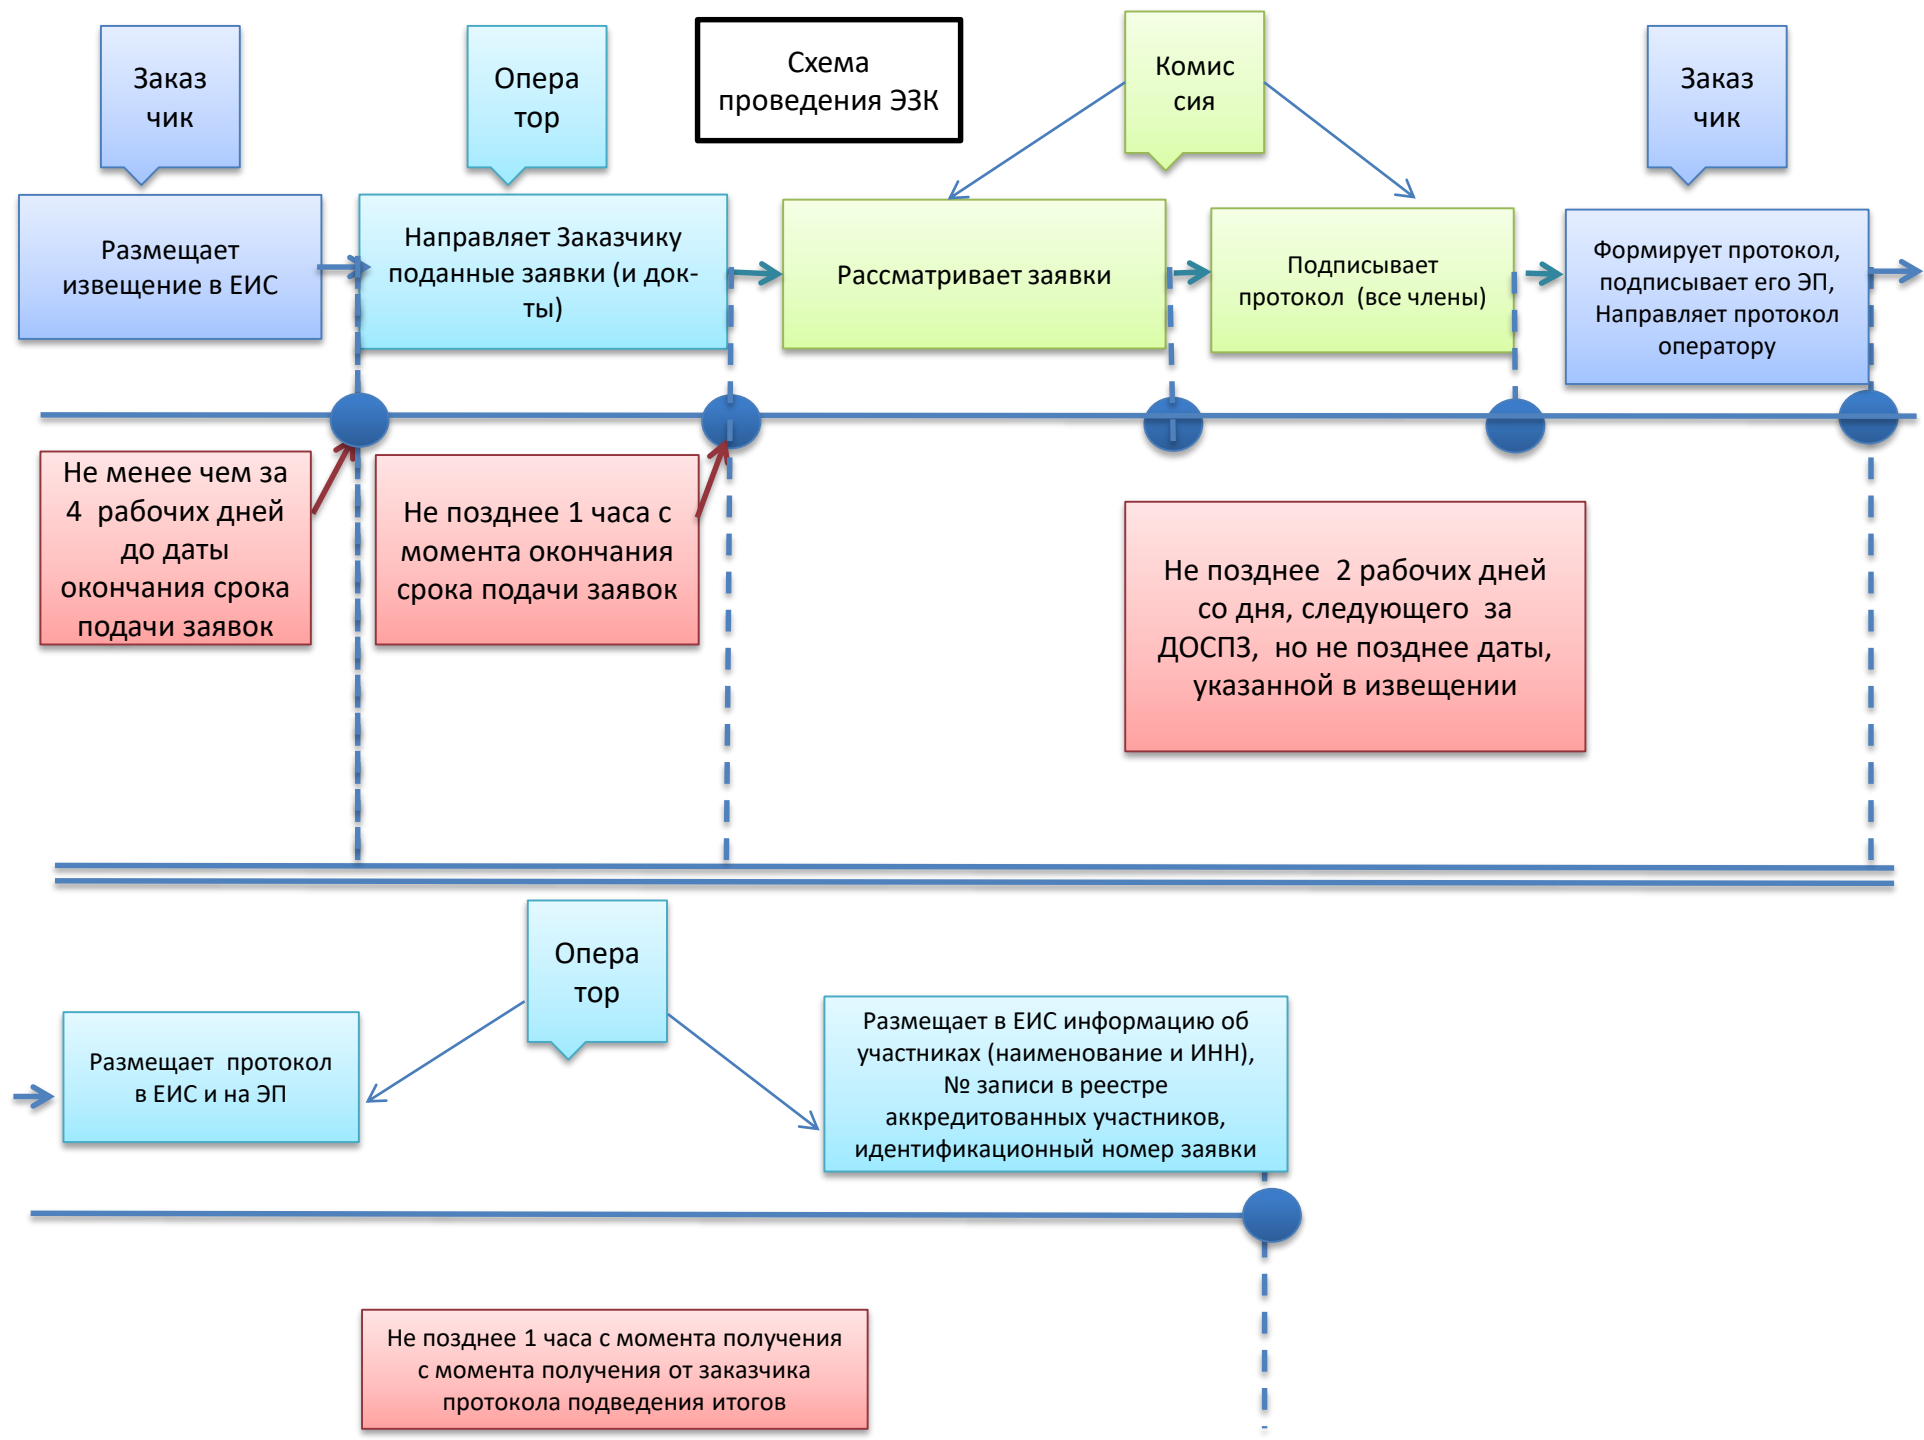 Заказ
чик
Опера
тор
Схема
проведения ЭЗК
Комис
сия
Заказ
чик
Размещает
извещение в ЕИС
Направляет Заказчику
поданные заявки (и док-
ты)
Рассматривает заявки
Подписывает
протокол (все члены)
Формирует протокол,
подписывает его ЭП,
Направляет протокол
оператору
Не менее чем за
4 рабочих дней
до даты
окончания срока
подачи заявок
Не позднее 1 часа с
момента окончания
срока подачи заявок
Не позднее 2 рабочих дней
со дня, следующего за
ДОСПЗ, но не позднее даты,
указанной в извещении
Опера
тор
Размещает протокол
в ЕИС и на ЭП
Размещает в ЕИС информацию об
участниках (наименование и ИНН),
№ записи в реестре
аккредитованных участников,
идентификационный номер заявки
Не позднее 1 часа с момента получения
с момента получения от заказчика
протокола подведения итогов